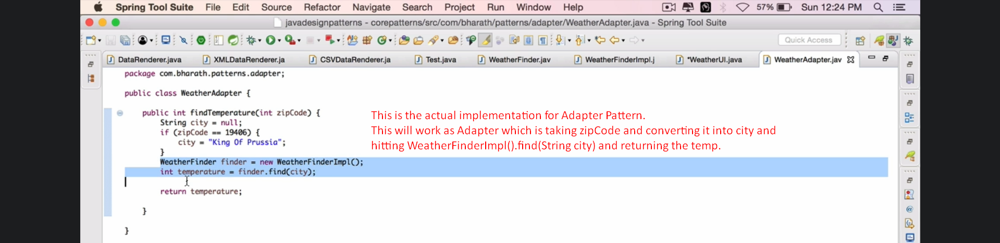 Spring Tool Suite File Edit Source Refactor Navigate Search Project Run Window Help 57% Sun 12:24 PM
javadesignpatterns - corepatterns/src/com/bharath/patterns/adapter/WeatherAdapter.java - Spring Tool Suite
Quick Access
DataRenderer.java XMLDataRenderer.ja CSVDataRenderer.ja Test.java WeatherFinder.jav WeatherFinderImpl.j *WeatherUI.java WeatherAdapter.jav
package com.bharath.patterns.adapter;
public class WeatherAdapter {
public int findTemperature(int zipCode) {
String city = null;
if (zipCode == 19406) {
city = "King Of Prussia";
}
WeatherFinder finder = new WeatherFinderImpl();
int temperature = finder.find(city);
return temperature;
}
}
This is the actual implementation for Adapter Pattern.
This will work as Adapter which is taking zipCode and converting it into city and
hitting WeatherFinderImpl().find(String city) and returning the temp.